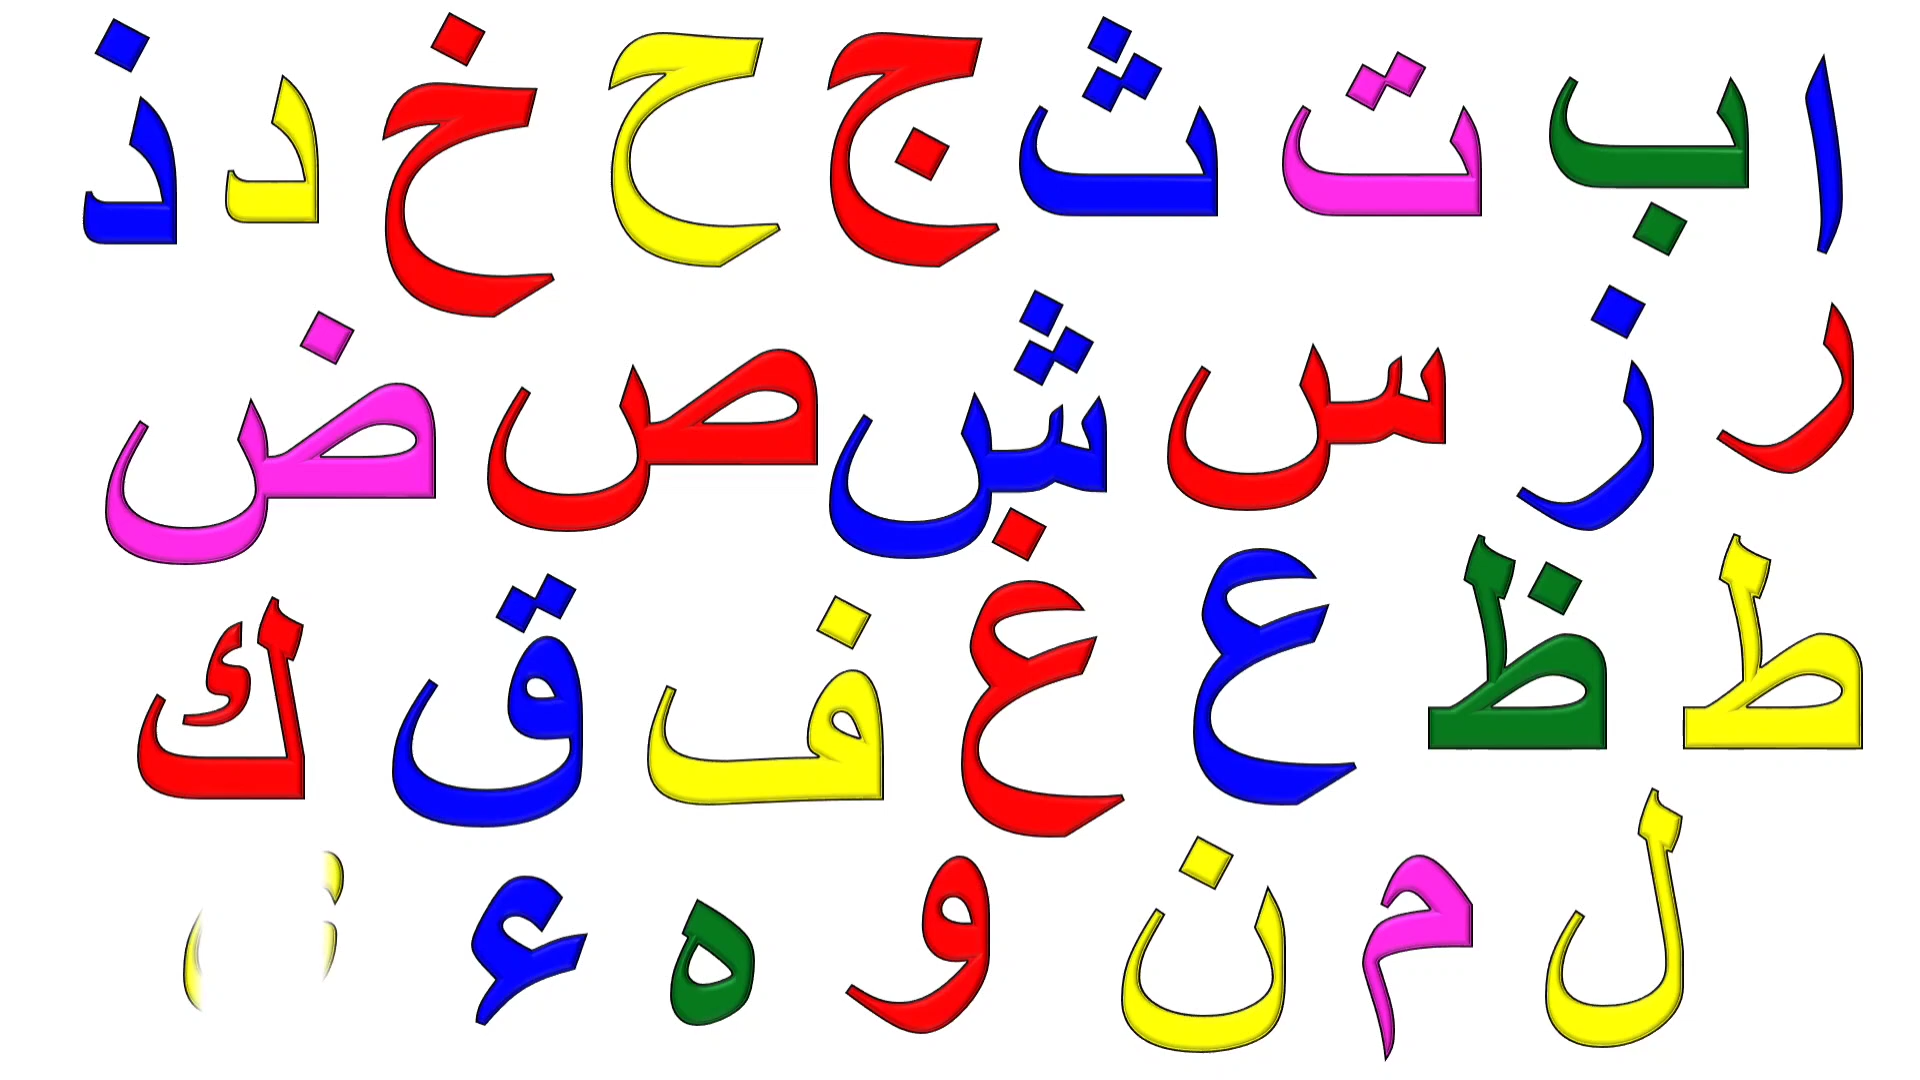 ا ب ت ث ج ح خ د ذ
ر ز س ش ص ض
ط ظ ع غ ف ق ك
ل م ن و ه ء